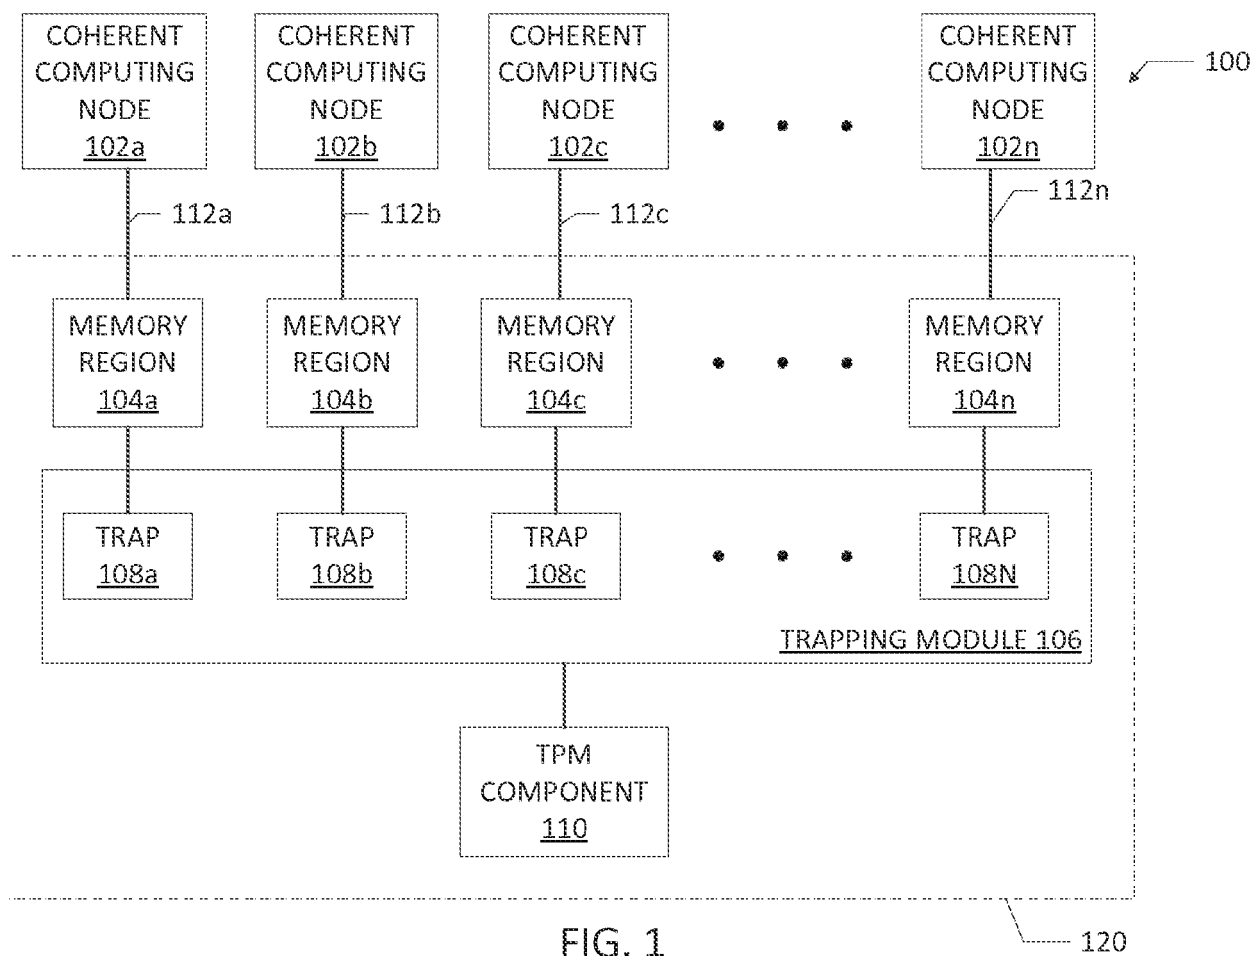 COHERENT
COMPUTING
NODE
102a
COHERENT
COMPUTING
NODE
102b
COHERENT
COMPUTING
NODE
102c
COHERENT
COMPUTING
NODE
102n
100
112a
112b
112c
112n
MEMORY
REGION
104a
MEMORY
REGION
104b
MEMORY
REGION
104c
MEMORY
REGION
104n
TRAP
108a
TRAP
108b
TRAP
108c
TRAP
108N
TRAPPING MODULE 106
TPM
COMPONENT
110
120
FIG. 1